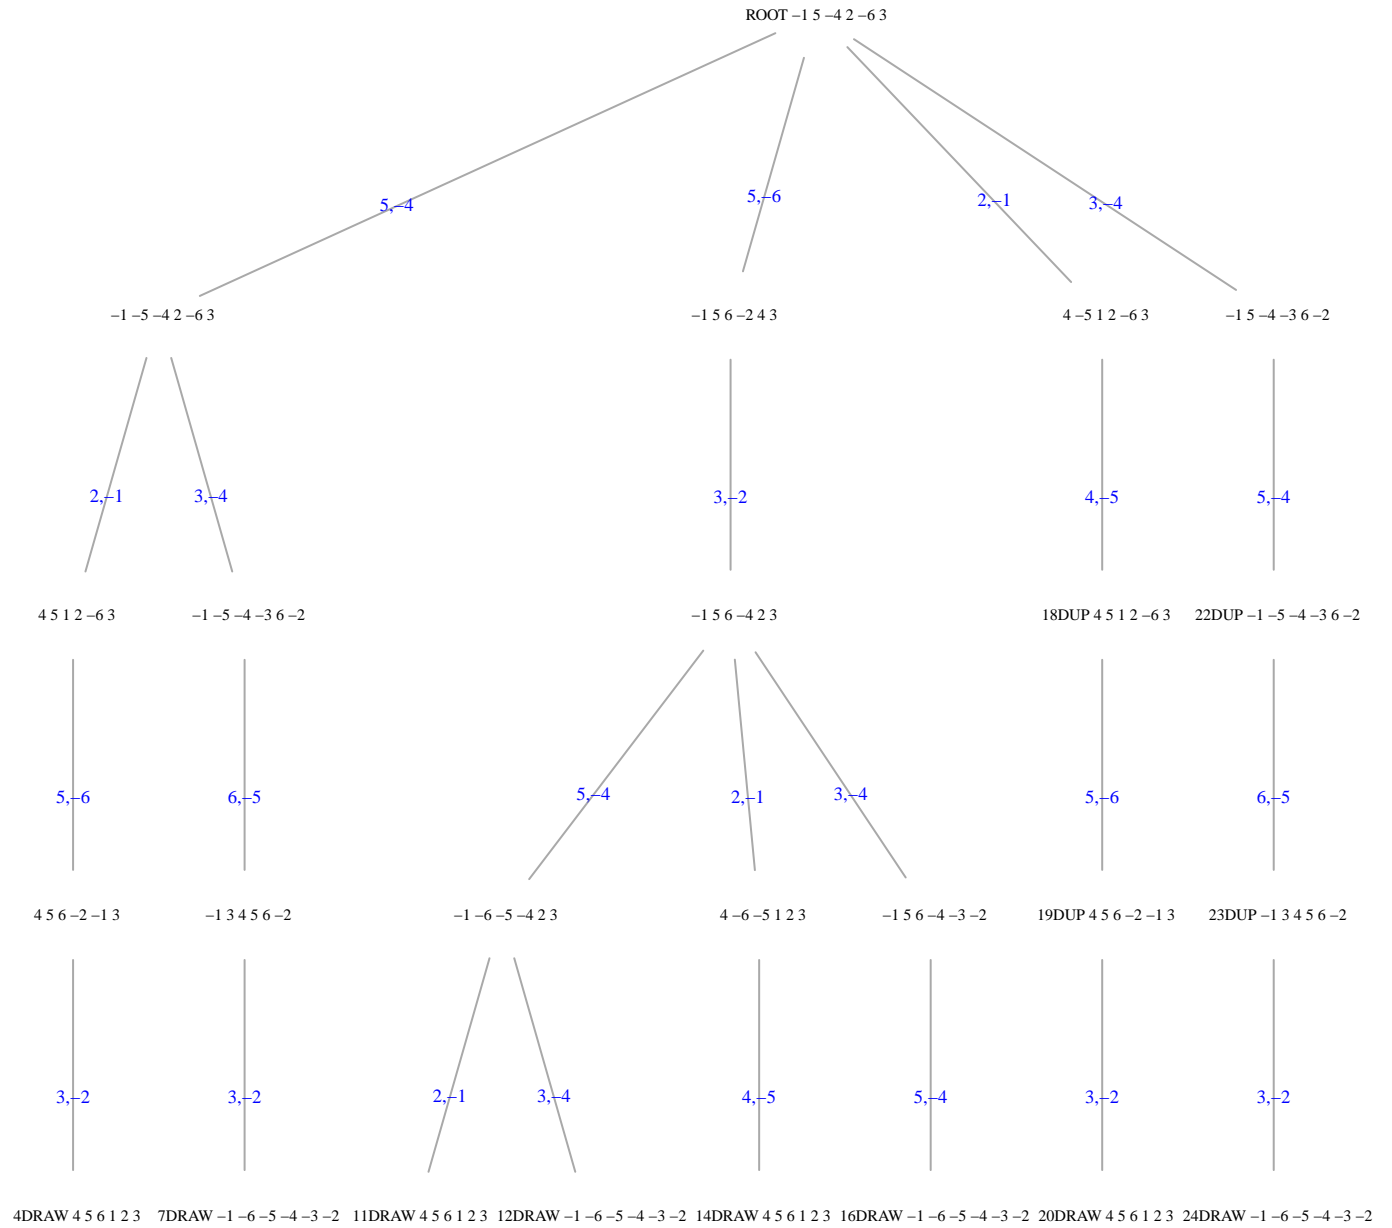 ROOT −1 5 −4 2 −6 3
5,−4 5,−6 2,−1 3,−4
−1 −5 −4 2 −6 3 −1 5 6 −2 4 3 4 −5 1 2 −6 3 −1 5 −4 −3 6 −2
2,−1 3,−4 3,−2 4,−5 5,−4
4 5 1 2 −6 3 −1 −5 −4 −3 6 −2 −1 5 6 −4 2 3 18DUP 4 5 1 2 −6 3 22DUP −1 −5 −4 −3 6 −2
5,−6 6,−5 5,−4 2,−1 3,−4 5,−6 6,−5
4 5 6 −2 −1 3 −1 3 4 5 6 −2 −1 −6 −5 −4 2 3 4 −6 −5 1 2 3 −1 5 6 −4 −3 −2 19DUP 4 5 6 −2 −1 3 23DUP −1 3 4 5 6 −2
3,−2 3,−2 2,−1 3,−4 4,−5 5,−4 3,−2 3,−2
4DRAW 4 5 6 1 2 3 7DRAW −1 −6 −5 −4 −3 −2 11DRAW 4 5 6 1 2 3 12DRAW −1 −6 −5 −4 −3 −2 14DRAW 4 5 6 1 2 3 16DRAW −1 −6 −5 −4 −3 −2 20DRAW 4 5 6 1 2 3 24DRAW −1 −6 −5 −4 −3 −2